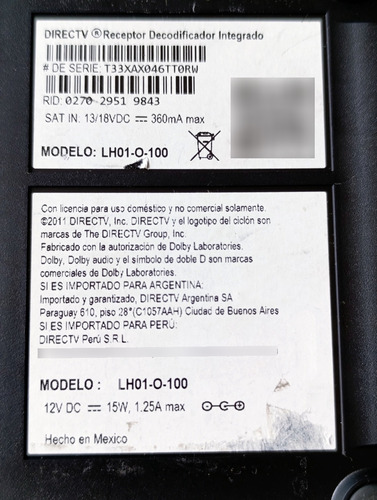 DIRECTV ® Receptor Decodificador Integrado
# DE SERIE: T33XAX046TT0RW
RID: 0270 2951 9843
SAT IN. 13/18VDC ⎓ 360mA max
MODELO: LH01-O-100
Con licencia para uso doméstico y no comercial solamente.
©2011 DIRECTV, Inc. DIRECTV y el logotipo del ciclón son
marcas de The DIRECTV Group, Inc.
Fabricado con la autorización de Dolby Laboratories.
Dolby, Dolby audio y el símbolo de doble D son marcas
comerciales de Dolby Laboratories.
SI ES IMPORTADO PARA ARGENTINA:
Importado y garantizado, DIRECTV Argentina SA
Paraguay 610, piso 28°(C1057AAH) Ciudad de Buenos Aires
SI ES IMPORTADO PARA PERÚ:
DIRECTV Perú S.R.L.
MODELO : LH01-O-100
12V DC ⎓ 15W, 1.25A max
Hecho en Mexico